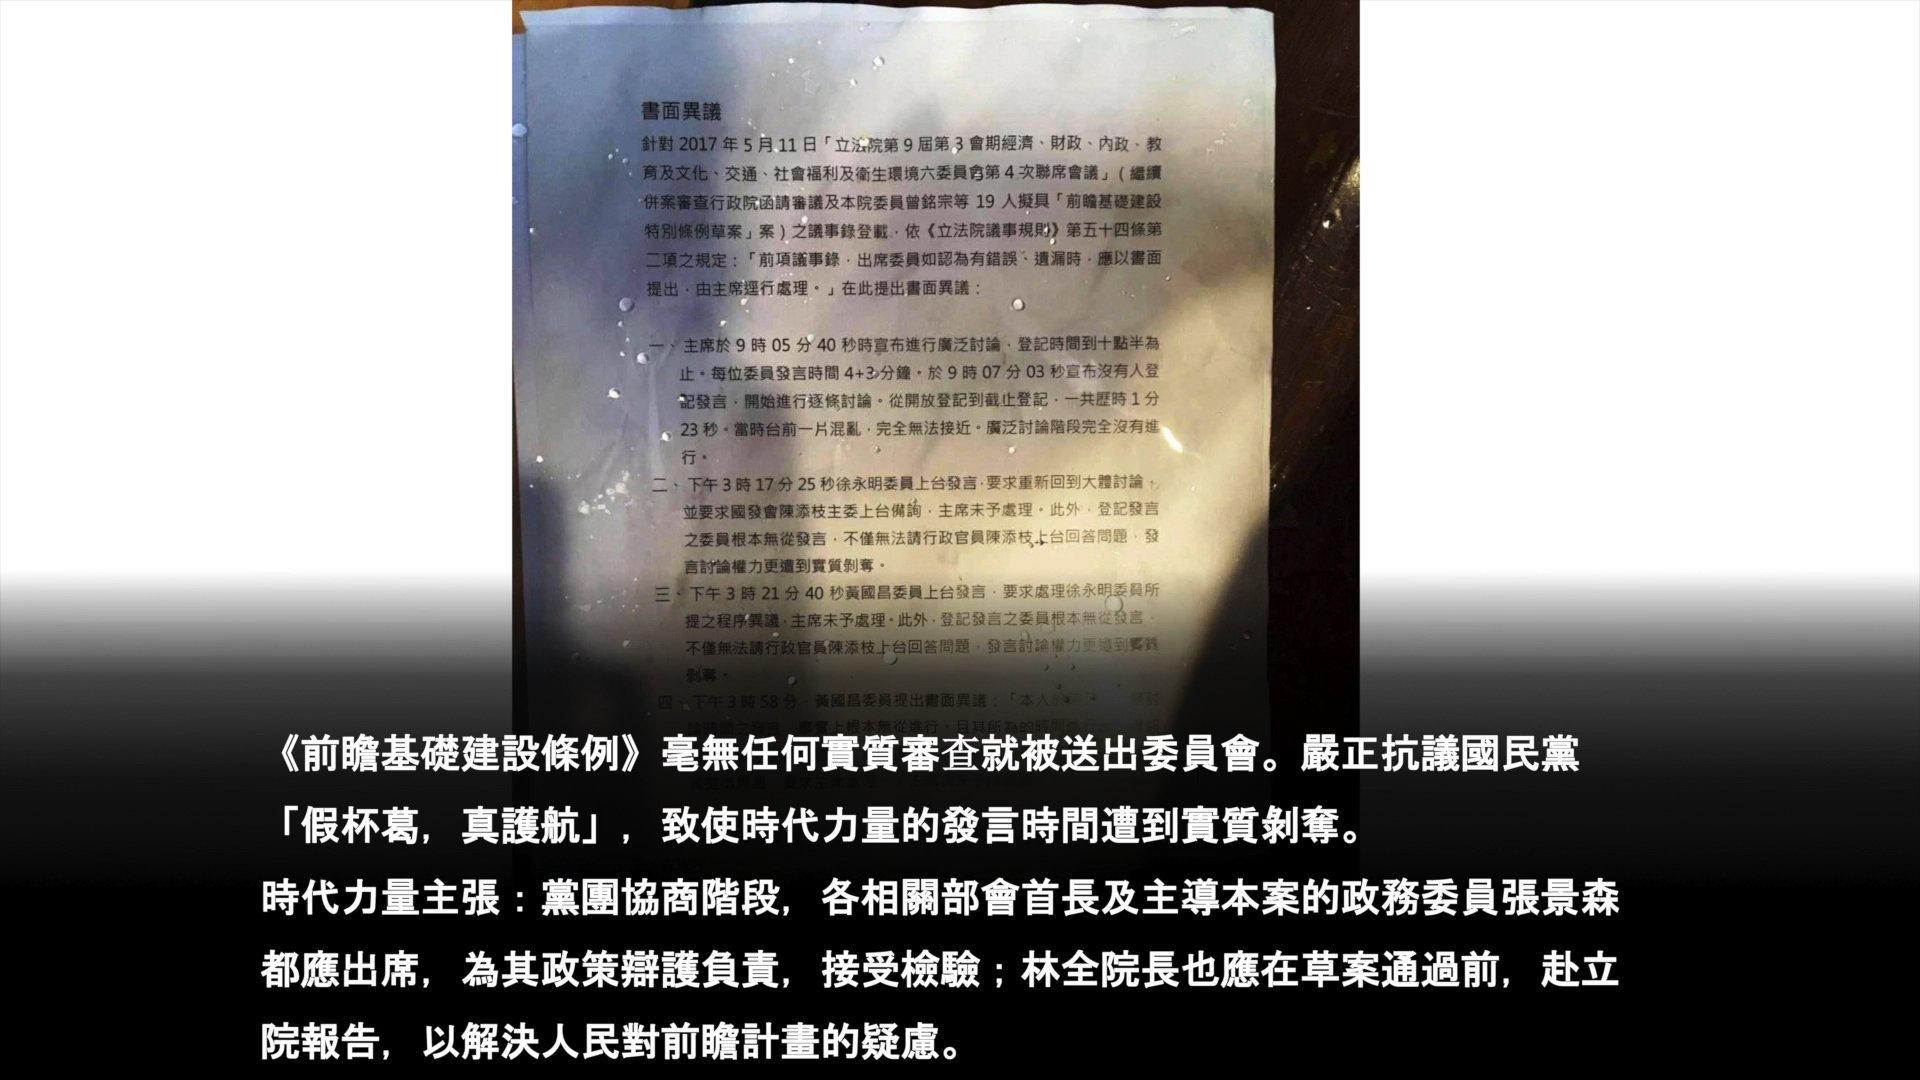 書面異議
針對 2017 年 5 月 11 日「立法院第 9 屆第 3 會期經濟、財政、內政、教
育及文化、交通、社會福利及衛生環境六委員會第 4 次聯席會議」(繼續
併案審查行政院函請審議及本院委員曾銘宗等 19 人擬具「前瞻基礎建設
特別條例草案」案)之議事錄登載,依《立法院議事規則》第五十四條第
二項之規定:「前項議事錄,出席委員如認為有錯誤、遺漏時,應以書面
提出,由主席逕行處理。」在此提出書面異議:
一、主席於 9 時 05 分 40 秒時宣布進行廣泛討論,登記時間到十點半為
止。每位委員發言時間 4+3 分鐘。於 9 時 07 分 03 秒宣布沒有人登
記發言,開始進行逐條討論。從開放登記到截止登記,一共歷時 1 分
23 秒。當時台前一片混亂,完全無法接近。廣泛討論階段完全沒有進
行。
二、下午 3 時 17 分 25 秒徐永明委員上台發言,要求重新回到大體討論,
並要求國發會陳添枝主委上台備詢,主席未予處理。此外,登記發言
之委員根本無從發言,不僅無法請行政官員陳添枝上台回答問題,發
言討論權力更遭到實質剝奪。
三、下午 3 時 21 分 40 秒黃國昌委員上台發言,要求處理徐永明委員所
提之程序異議,主席未予處理。此外,登記發言之委員根本無從發言,
不僅無法請行政官員陳添枝上台回答問題,發言討論權力更遭到實質
剝奪。
四、下午 3 時 58 分,黃國昌委員提出書面異議:「本人
根本無從進行,且其所為的時間
《前瞻基礎建設條例》毫無任何實質審查就被送出委員會。嚴正抗議國民黨
「假杯葛,真護航」,致使時代力量的發言時間遭到實質剝奪。
時代力量主張:黨團協商階段,各相關部會首長及主導本案的政務委員張景森
都應出席,為其政策辯護負責,接受檢驗;林全院長也應在草案通過前,赴立
院報告,以解決人民對前瞻計畫的疑慮。